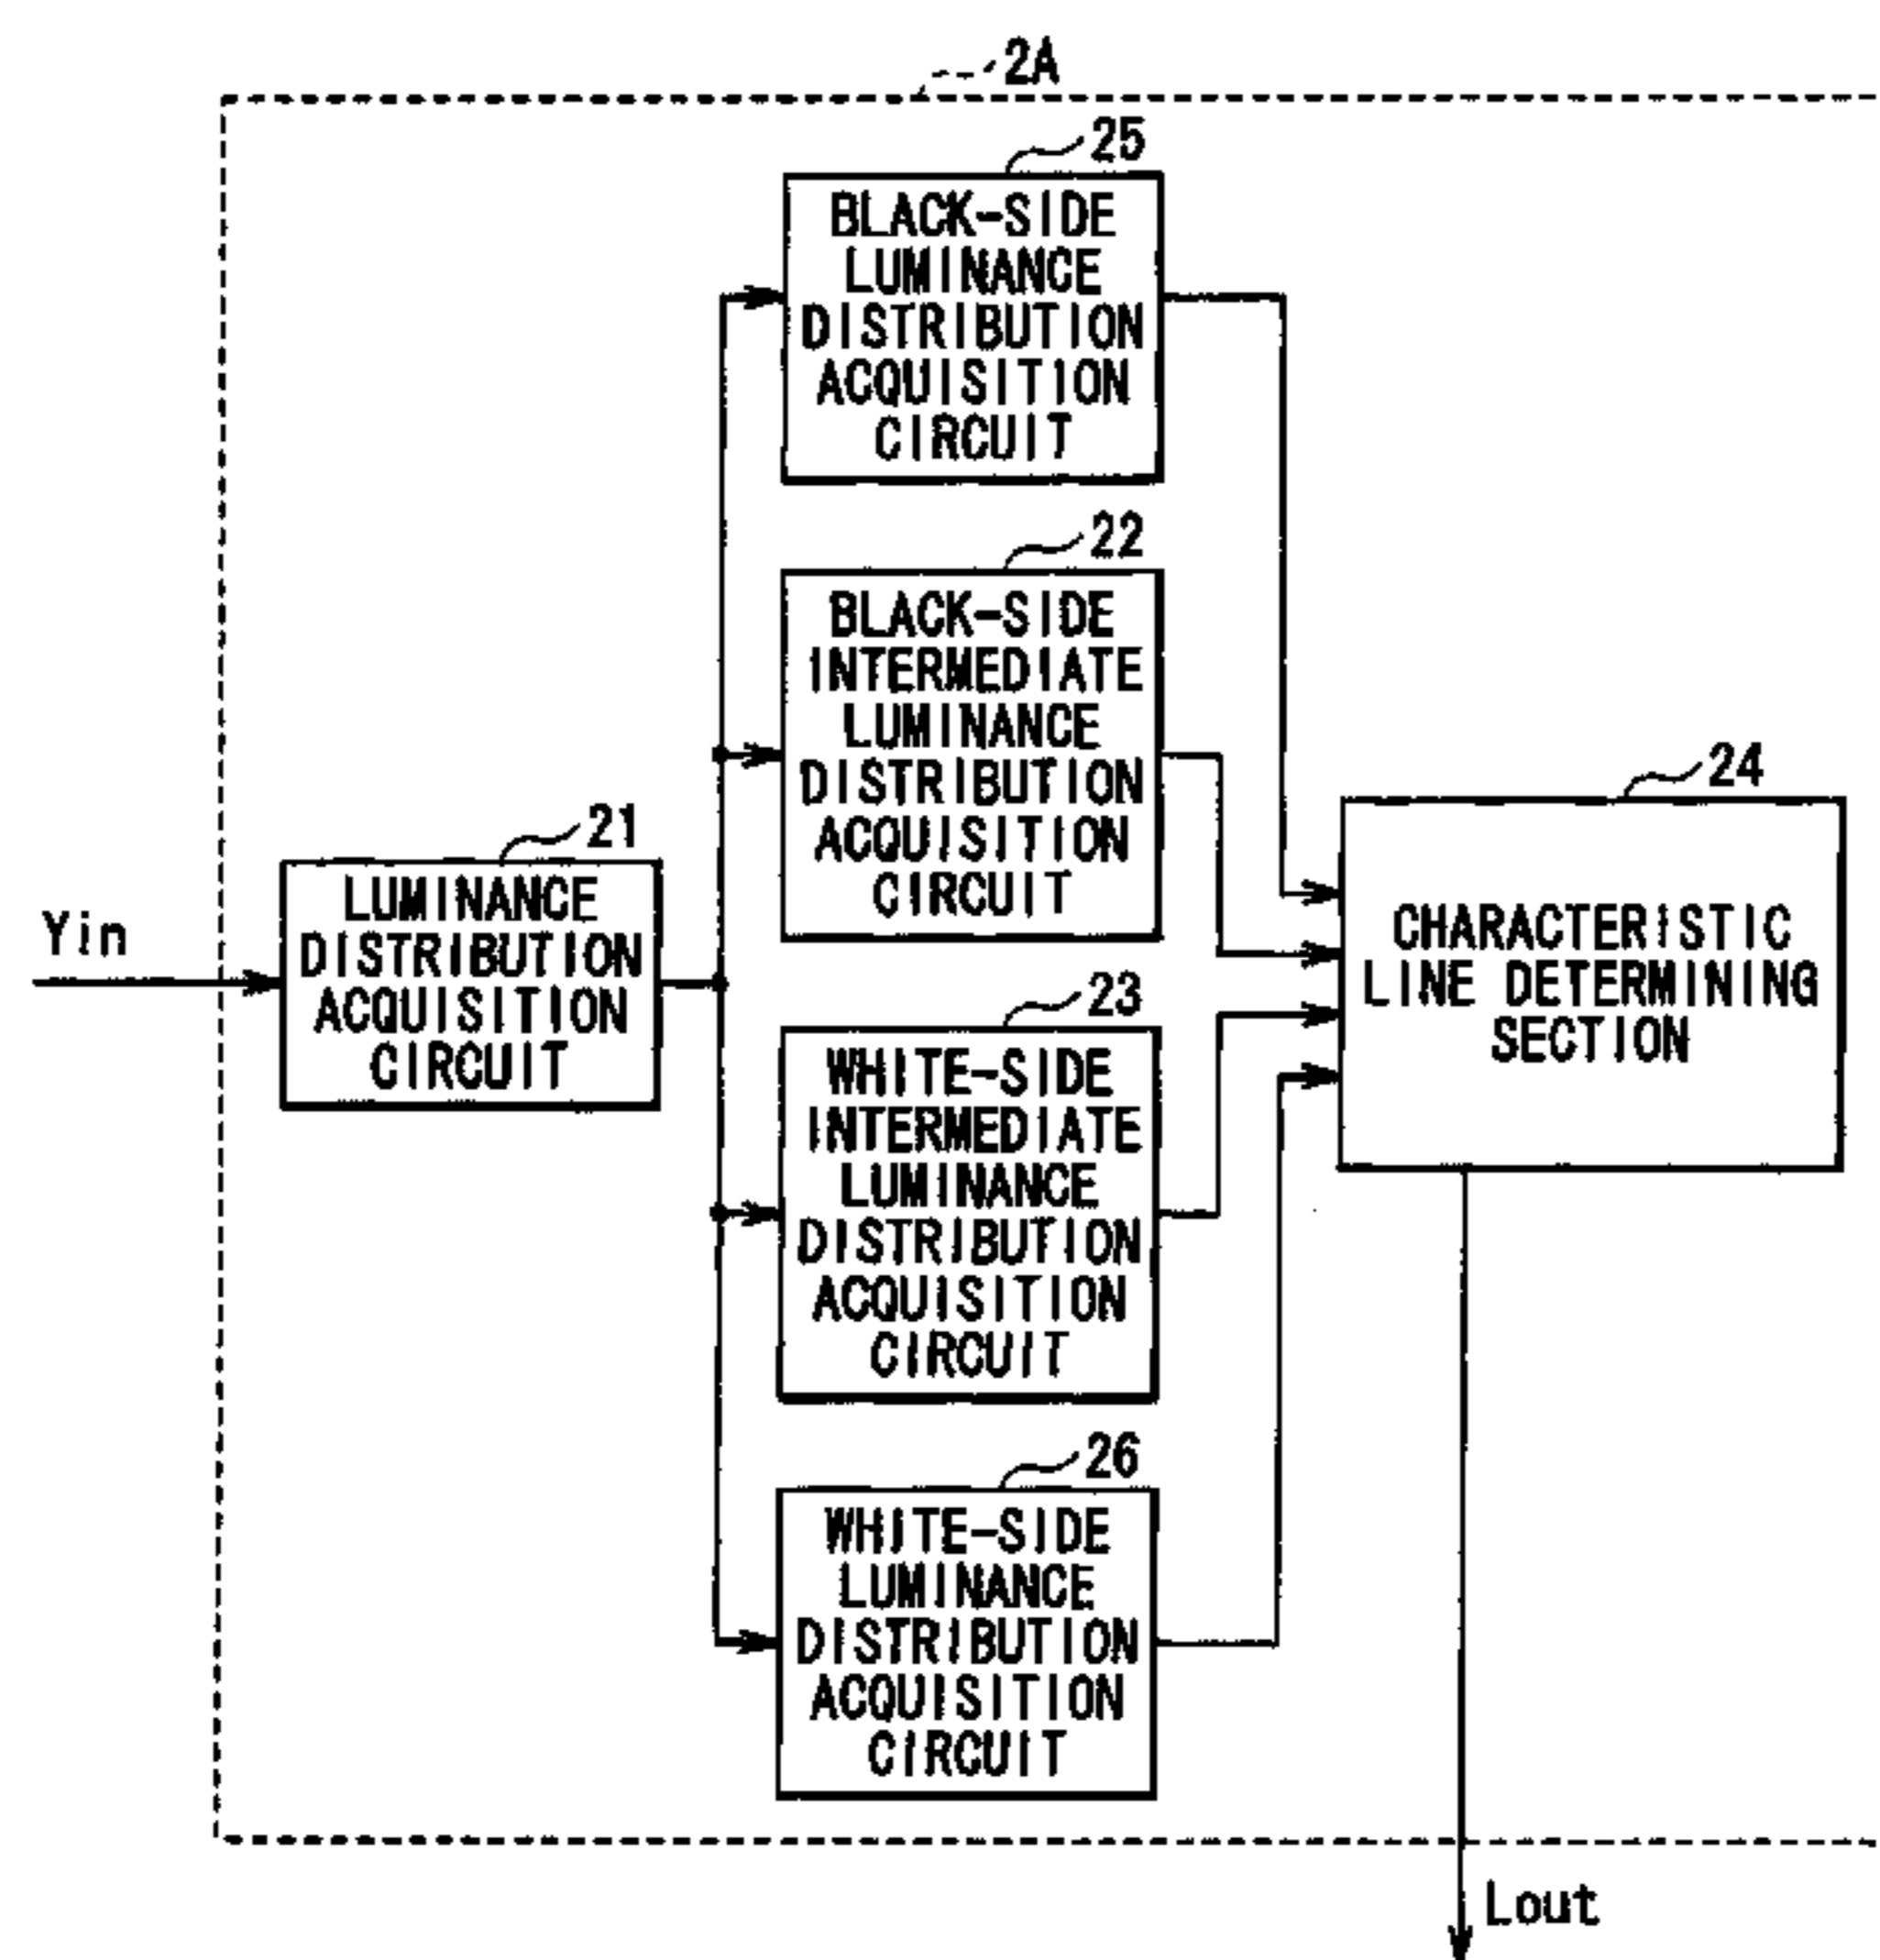 2A
25
BLACK-SIDE
LUMINANCE
DISTRIBUTION
ACQUISITION
CIRCUIT
22
BLACK-SIDE
INTERMEDIATE
LUMINANCE
DISTRIBUTION
ACQUISITION
CIRCUIT
21
LUMINANCE
DISTRIBUTION
ACQUISITION
CIRCUIT
Yin
23
WHITE-SIDE
INTERMEDIATE
LUMINANCE
DISTRIBUTION
ACQUISITION
CIRCUIT
24
CHARACTERISTIC
LINE DETERMINING
SECTION
26
WHITE-SIDE
LUMINANCE
DISTRIBUTION
ACQUISITION
CIRCUIT
Lout